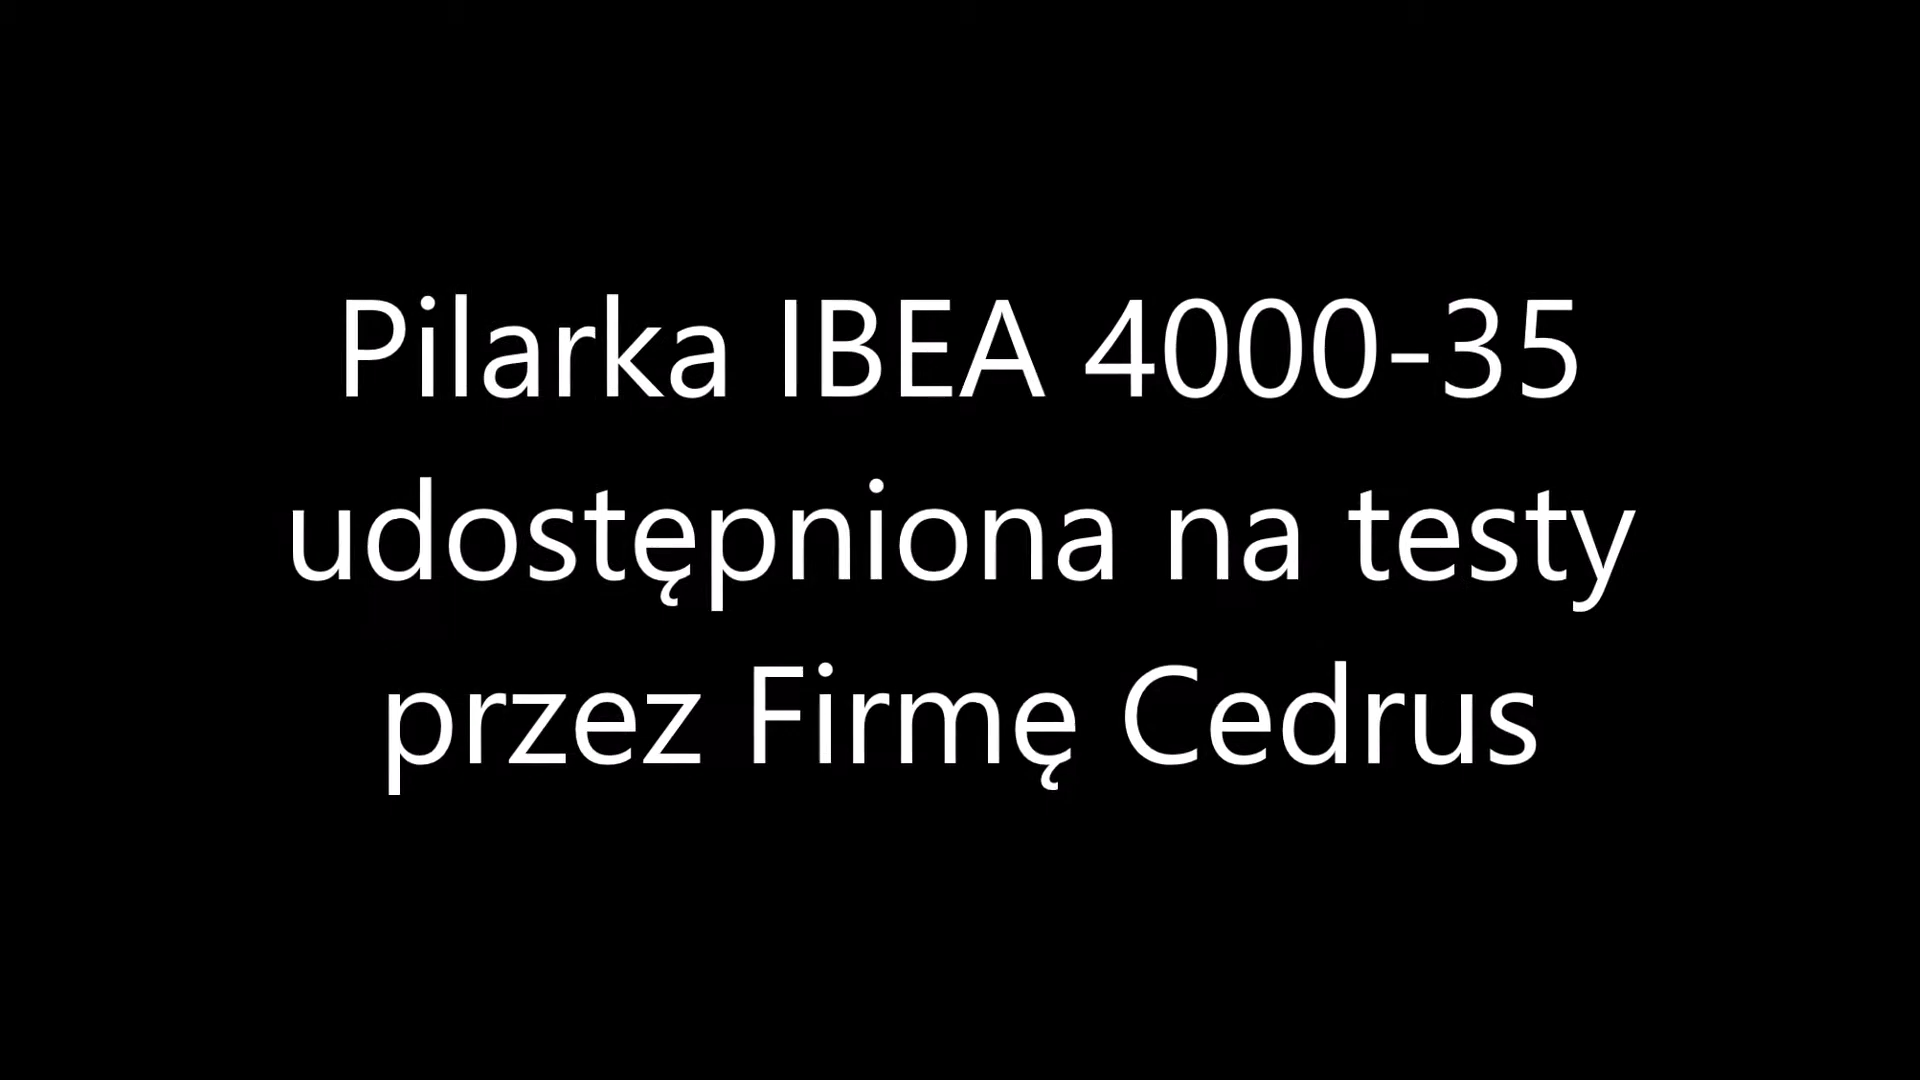 Pilarka IBEA 4000-35
udostępniona na testy
przez Firmę Cedrus